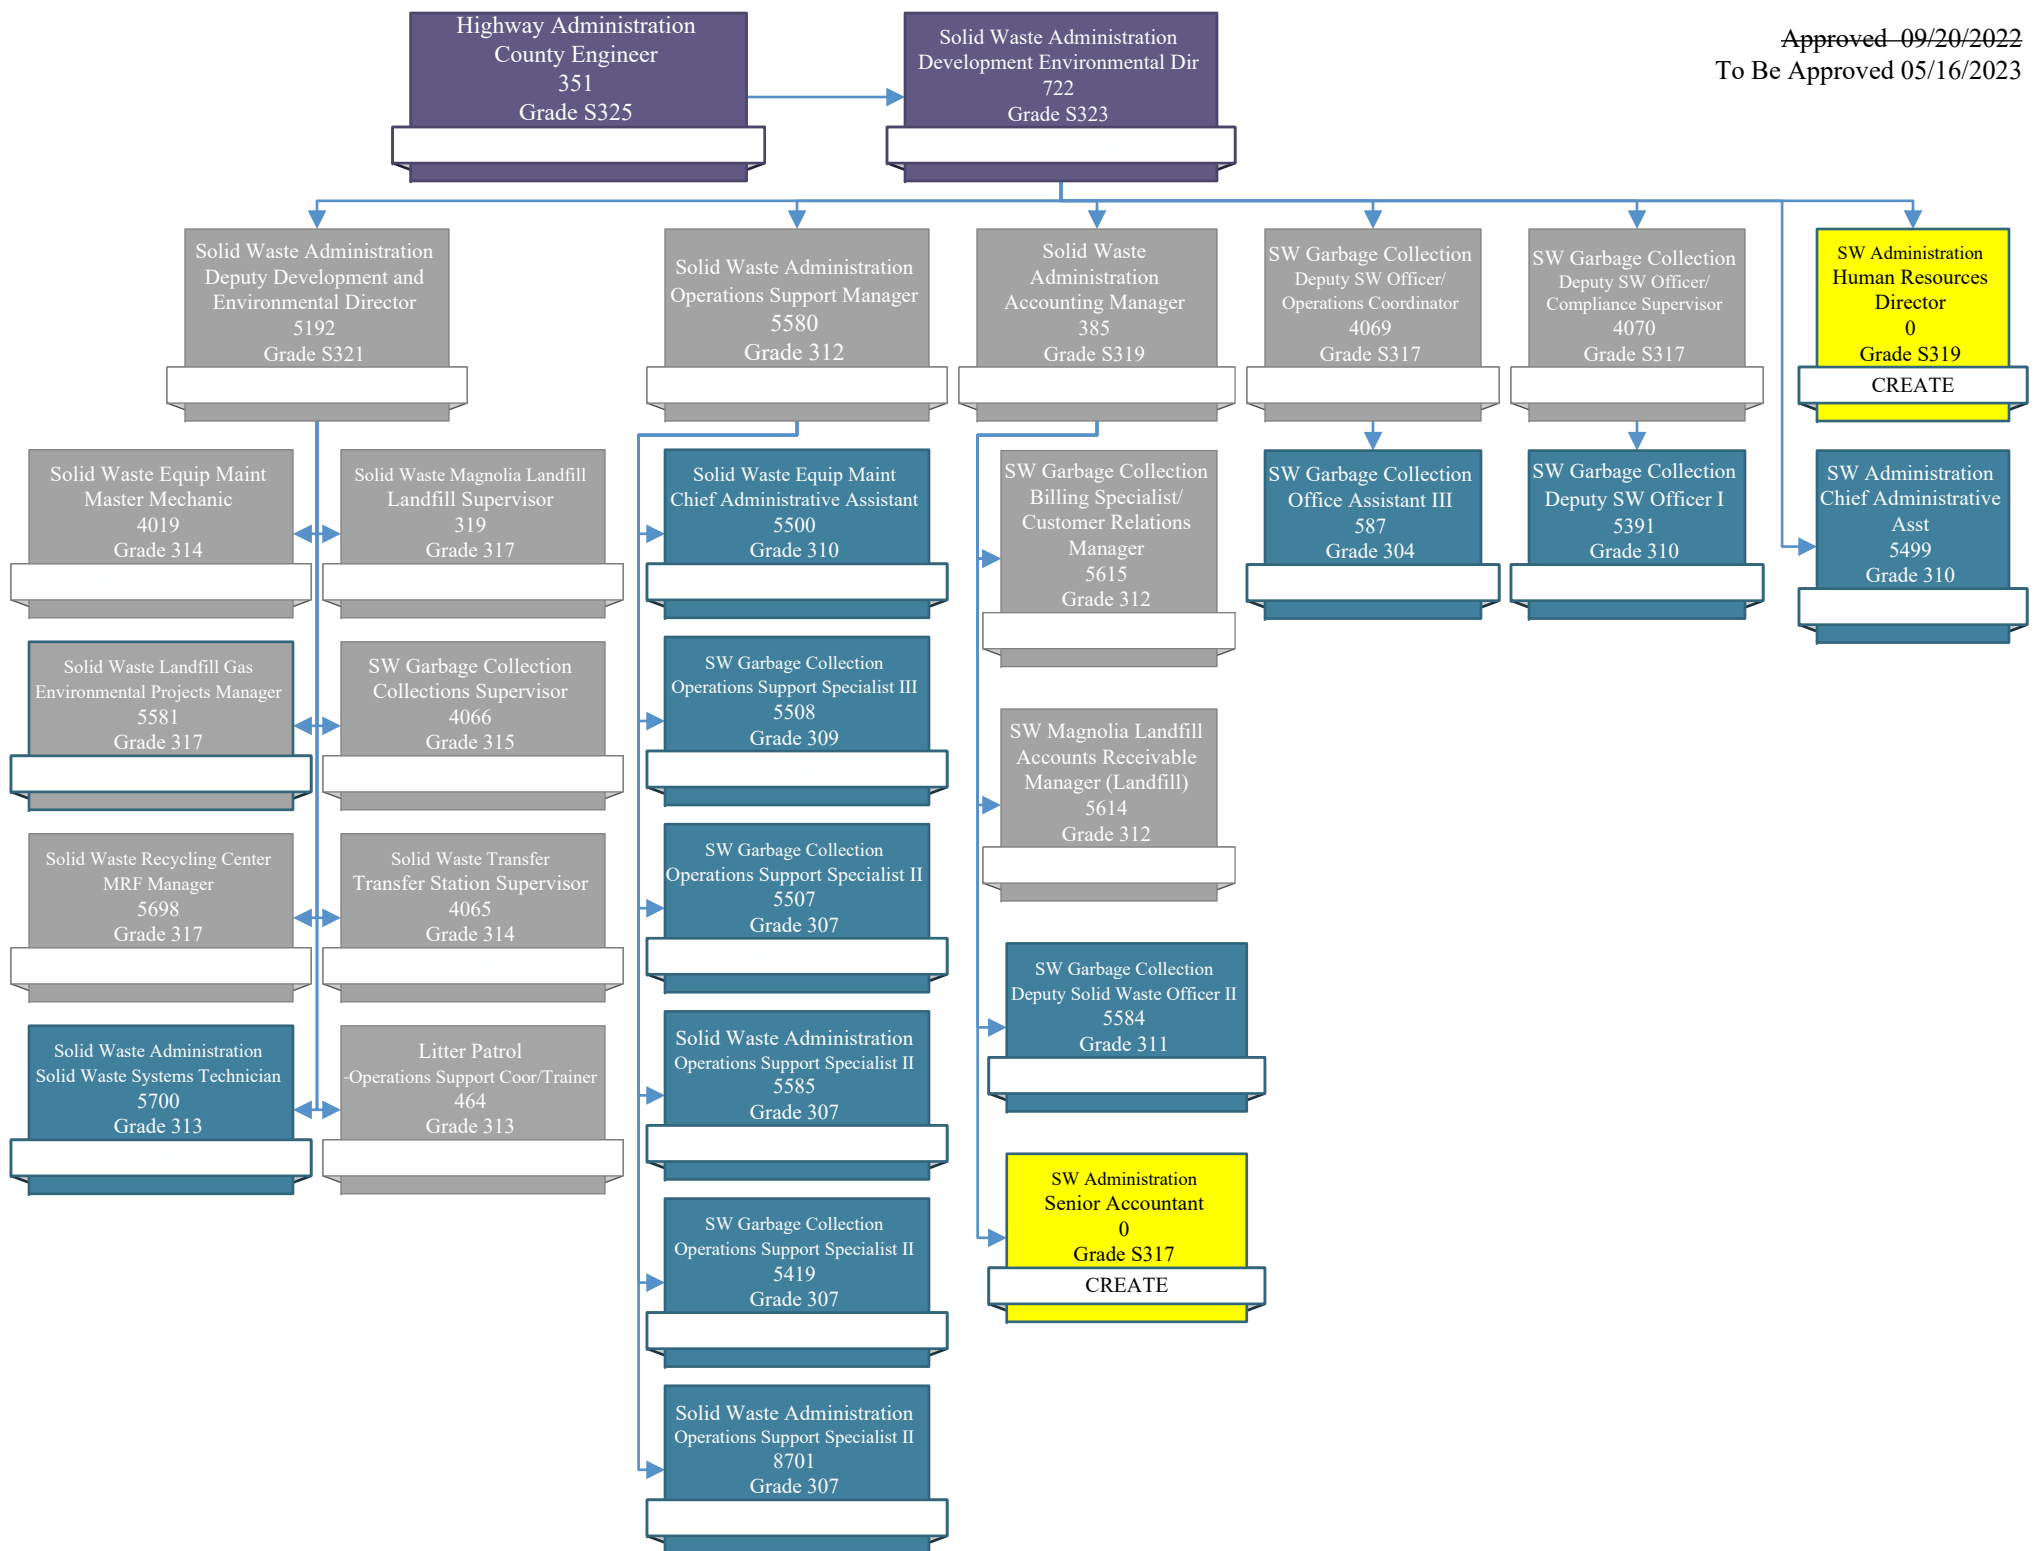 Highway Administration
County Engineer
351
Grade S325
Solid Waste Administration
Development Environmental Dir
722
Grade S323
Approved 09/20/2022
To Be Approved 05/16/2023
Solid Waste Administration
Deputy Development and
Environmental Director
5192
Grade S321
Solid Waste Administration
Operations Support Manager
5580
Grade 312
Solid Waste
Administration
Accounting Manager
385
Grade S319
SW Garbage Collection
Deputy SW Officer/
Operations Coordinator
4069
Grade S317
SW Garbage Collection
Deputy SW Officer/
Compliance Supervisor
4070
Grade S317
SW Administration
Human Resources
Director
0
Grade S319
CREATE
Solid Waste Equip Maint
Master Mechanic
4019
Grade 314
Solid Waste Magnolia Landfill
Landfill Supervisor
319
Grade 317
Solid Waste Equip Maint
Chief Administrative Assistant
5500
Grade 310
SW Garbage Collection
Billing Specialist/
Customer Relations
Manager
5615
Grade 312
SW Garbage Collection
Office Assistant III
587
Grade 304
SW Garbage Collection
Deputy SW Officer I
5391
Grade 310
SW Administration
Chief Administrative
Asst
5499
Grade 310
Solid Waste Landfill Gas
Environmental Projects Manager
5581
Grade 317
SW Garbage Collection
Collections Supervisor
4066
Grade 315
SW Garbage Collection
Operations Support Specialist III
5508
Grade 309
SW Magnolia Landfill
Accounts Receivable
Manager (Landfill)
5614
Grade 312
Solid Waste Recycling Center
MRF Manager
5698
Grade 317
Solid Waste Transfer
Transfer Station Supervisor
4065
Grade 314
SW Garbage Collection
Operations Support Specialist II
5507
Grade 307
SW Garbage Collection
Deputy Solid Waste Officer II
5584
Grade 311
Solid Waste Administration
Solid Waste Systems Technician
5700
Grade 313
Litter Patrol
-Operations Support Coor/Trainer
464
Grade 313
Solid Waste Administration
Operations Support Specialist II
5585
Grade 307
SW Administration
Senior Accountant
0
Grade S317
CREATE
SW Garbage Collection
Operations Support Specialist II
5419
Grade 307
Solid Waste Administration
Operations Support Specialist II
8701
Grade 307